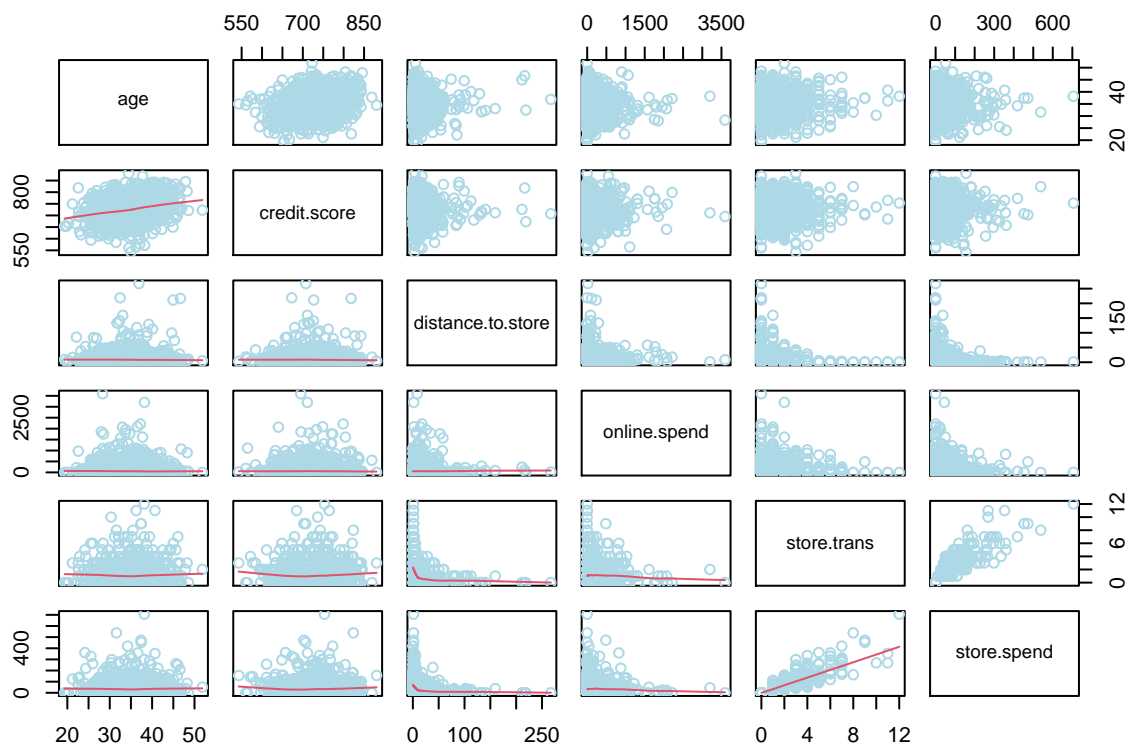 550 700 850 0 1500 3500 0 300 600
age 20 40
550 800 credit.score
distance.to.store 0 150
0 2500 online.spend
store.trans 0 6 12
0 400 store.spend
20 30 40 50 0 100 250 0 4 8 12